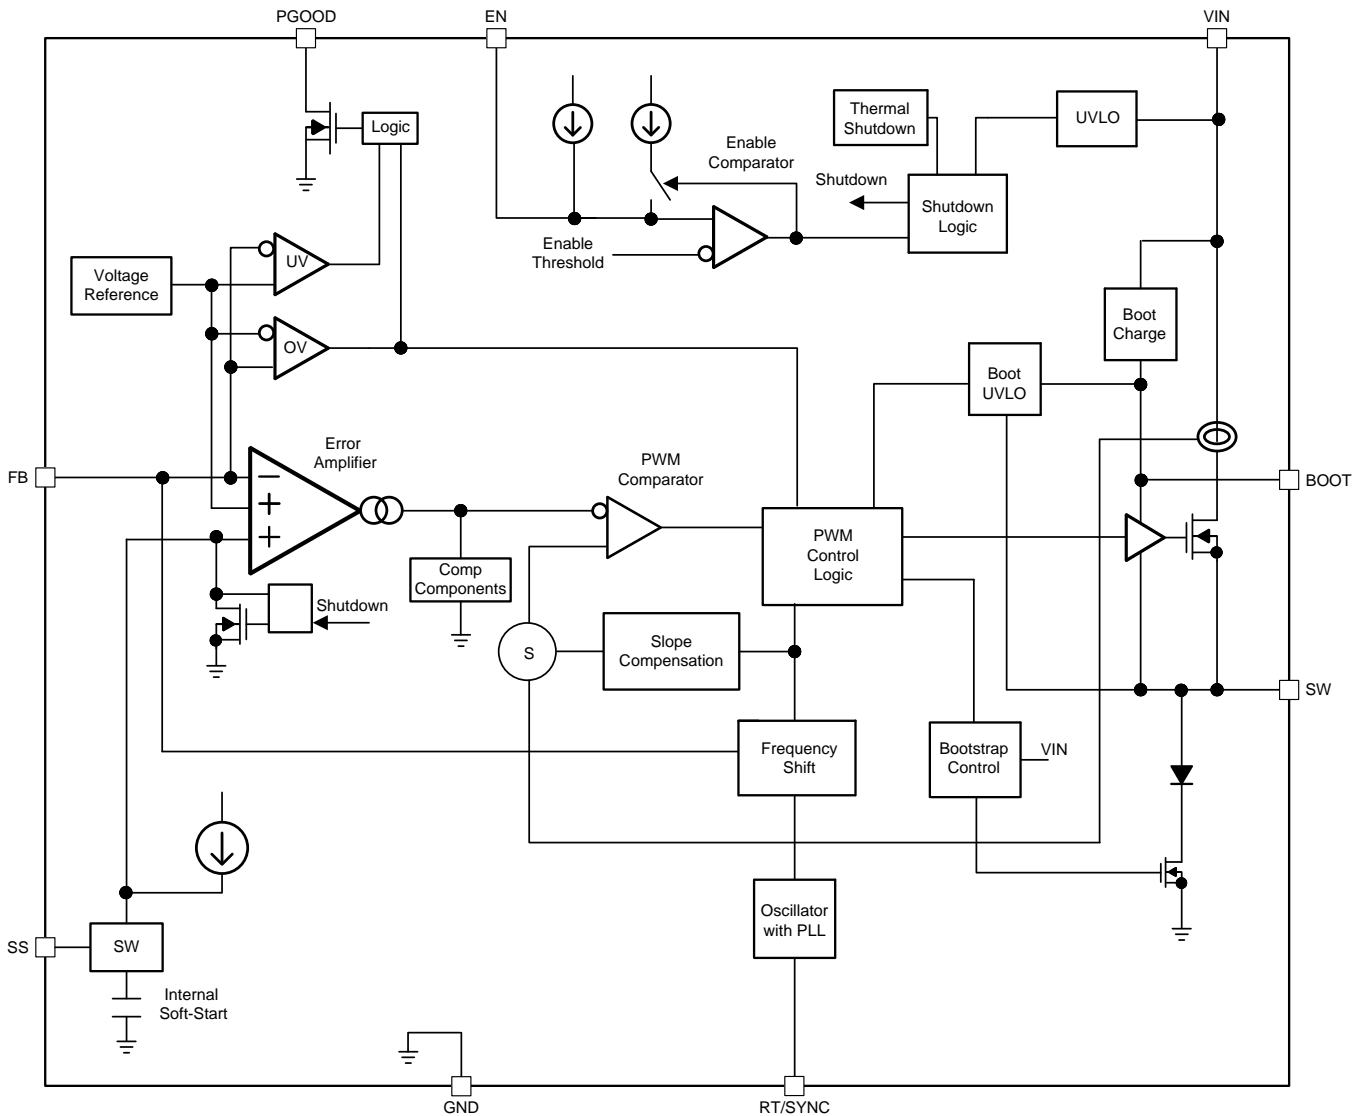 PGOOD
EN
VIN
Logic
Thermal
Shutdown
UVLO
Enable
Comparator
Shutdown
Shutdown
Logic
Enable
Threshold
UV
Voltage
Reference
OV
Boot
Charge
Boot
UVLO
Error
Amplifier
PWM
Comparator
FB
−
+
+
BOOT
PWM
Control
Logic
Comp
Components
Shutdown
S
Slope
Compensation
SW
Frequency
Shift
Bootstrap
Control
VIN
Oscillator
with PLL
SS
SW
Internal
Soft-Start
GND
RT/SYNC